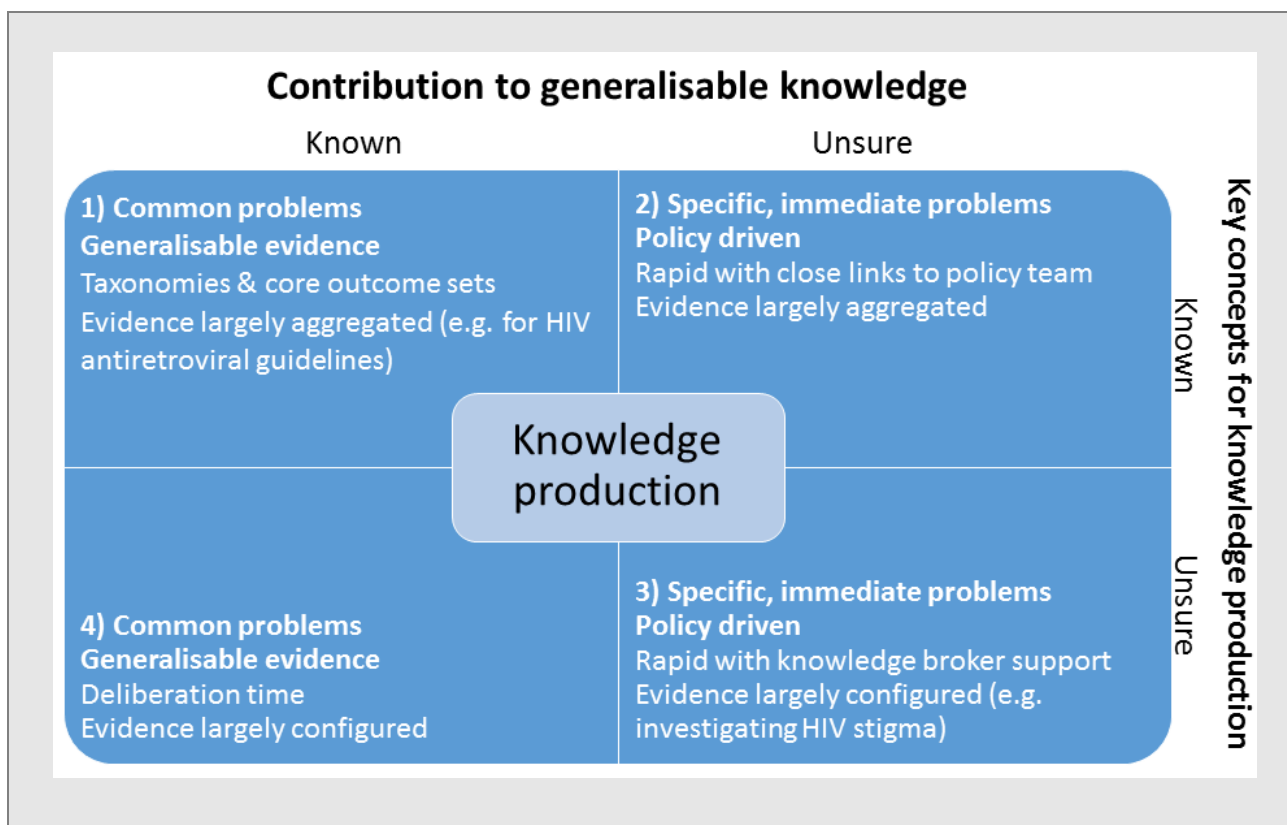 Contribution to generalisable knowledge
Known
Unsure
1) Common problems
Generalisable evidence
Taxonomies & core outcome sets
Evidence largely aggregated (e.g. for HIV
antiretroviral guidelines)
2) Specific, immediate problems
Policy driven
Rapid with close links to policy team
Evidence largely aggregated
Known
Key concepts for knowledge production
Knowledge
production
4) Common problems
Generalisable evidence
Deliberation time
Evidence largely configured
3) Specific, immediate problems
Policy driven
Rapid with knowledge broker support
Evidence largely configured (e.g.
investigating HIV stigma)
Unsure